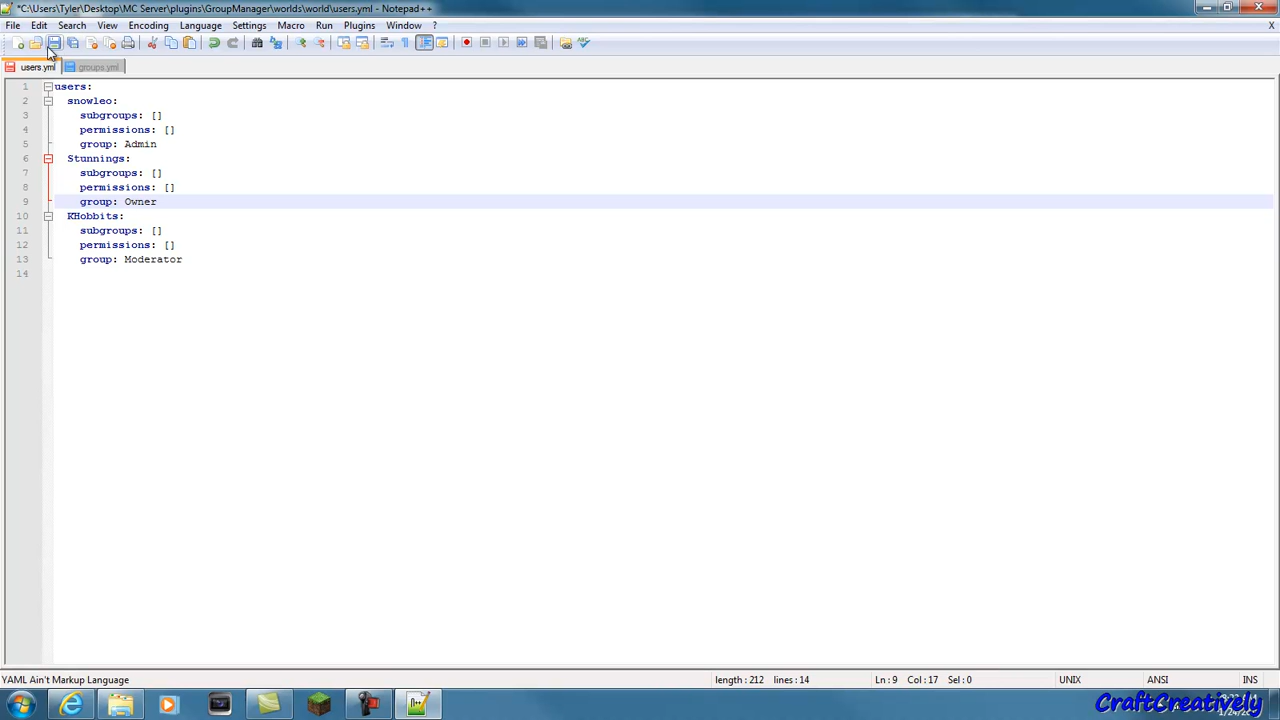 *C:\Users\Tyler\Desktop\MC Server\plugins\GroupManager\worlds\world\users.yml - Notepad++
File Edit Search View Encoding Language Settings Macro Run Plugins Window ? X
users.yml groups.yml
1 users:
2 snowleo:
3 subgroups: []
4 permissions: []
5 group: Admin
6 Stunnings:
7 subgroups: []
8 permissions: []
9 group: Owner
10 KHobbits:
11 subgroups: []
12 permissions: []
13 group: Moderator
14
YAML Ain't Markup Language length : 212 lines : 14 Ln : 9 Col : 17 Sel : 0 UNIX ANSI INS
CraftCreatively